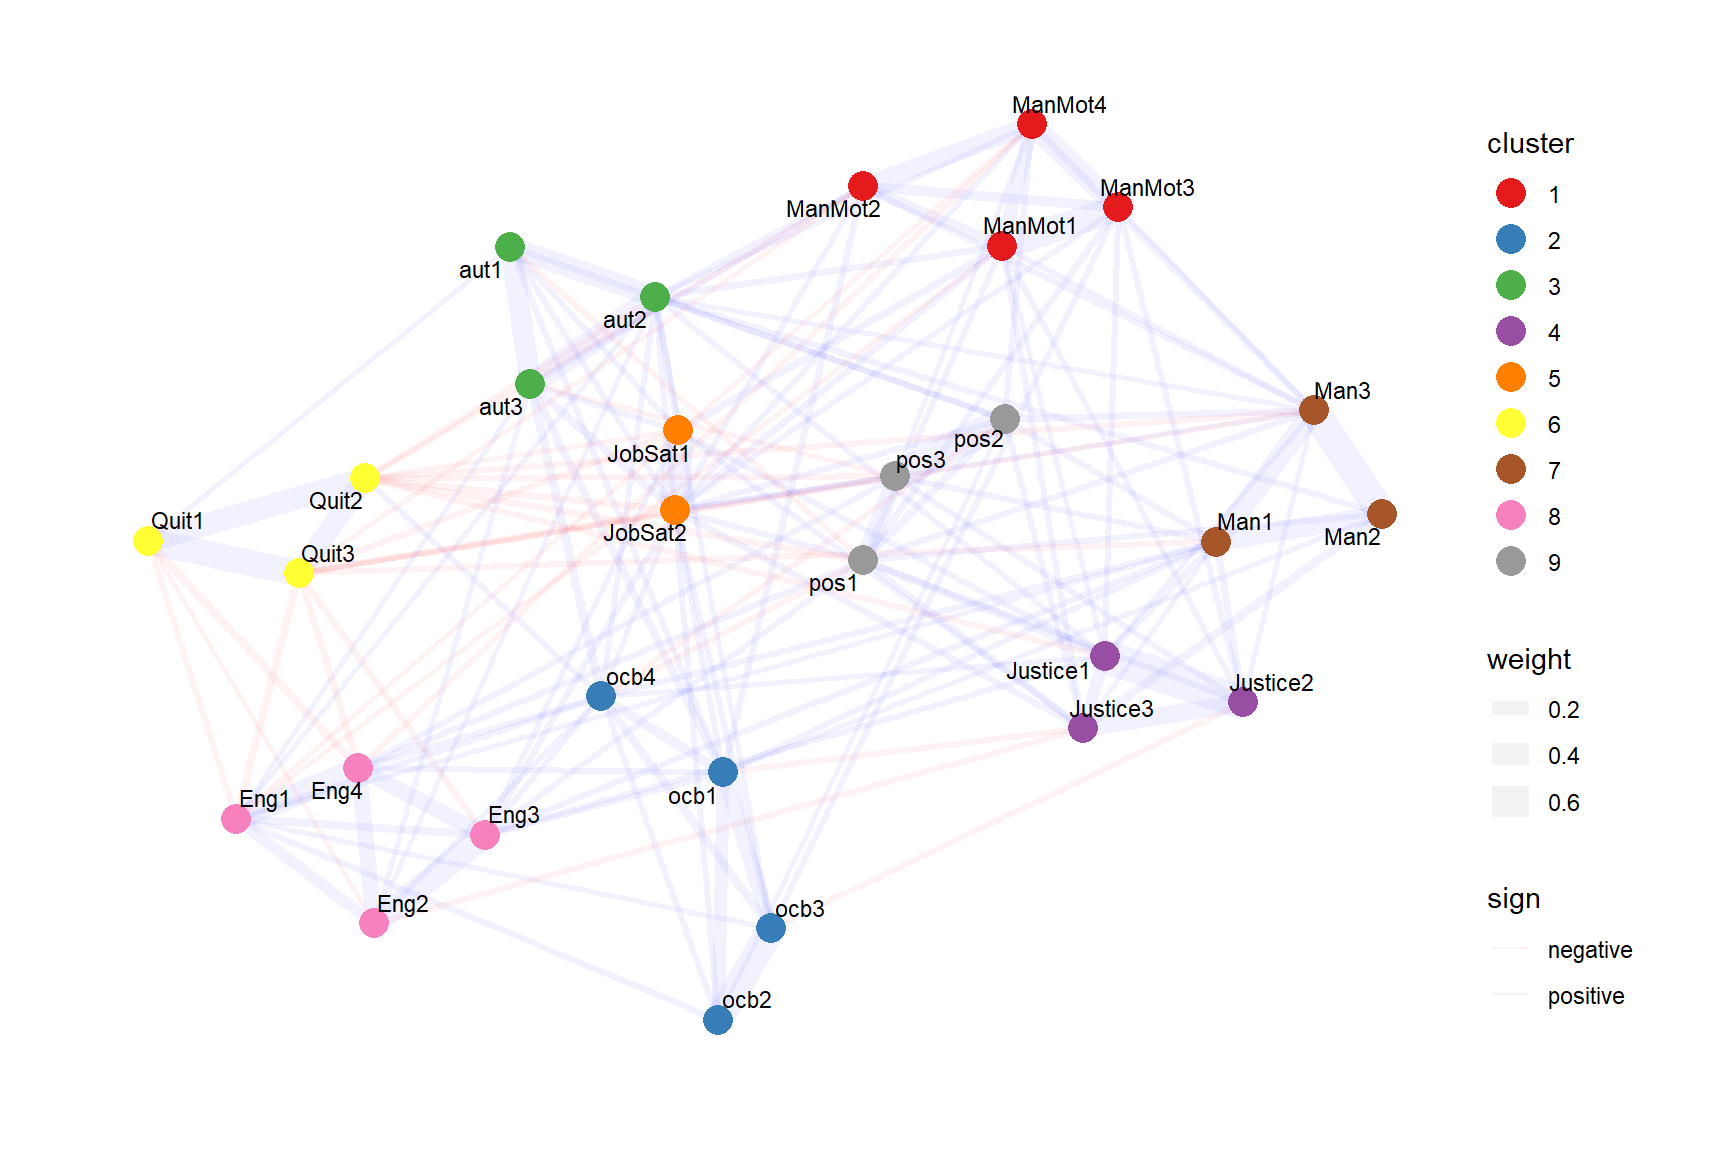 ManMot4
ManMot3
ManMot2
ManMot1
aut1
aut2
aut3
Man3
JobSat1
pos2
pos3
Quit2
Quit1
Man1
JobSat2
Man2
Quit3
pos1
Justice1
ocb4
Justice2
Justice3
Eng4
Eng1
ocb1
Eng3
Eng2
ocb3
ocb2
cluster
1
2
3
4
5
6
7
8
9
weight
0.2
0.4
0.6
sign
negative
positive